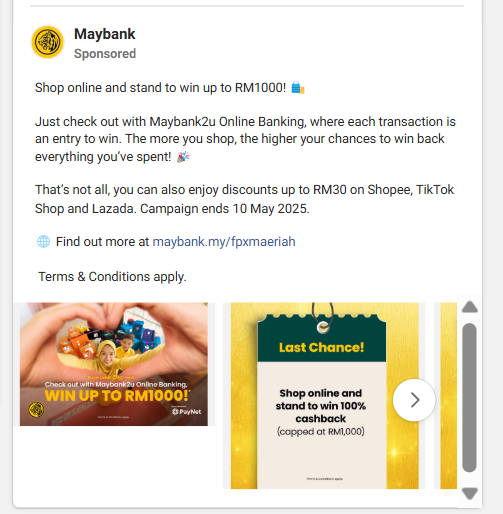 Maybank
Sponsored
Shop online and stand to win up to RM1000! 🛍️
Just check out with Maybank2u Online Banking, where each transaction is
an entry to win. The more you shop, the higher your chances to win back
everything you’ve spent! 🎉
That’s not all, you can also enjoy discounts up to RM30 on Shopee, TikTok
Shop and Lazada. Campaign ends 10 May 2025.
🌐 Find out more at maybank.my/fpxmaeriah
Terms & Conditions apply.
Check out with Maybank2u Online Banking,
WIN UP TO RM1000!*
PayNet
Last Chance!
Shop online and
stand to win 100%
cashback
(capped at RM1,000)
Terms & conditions apply.